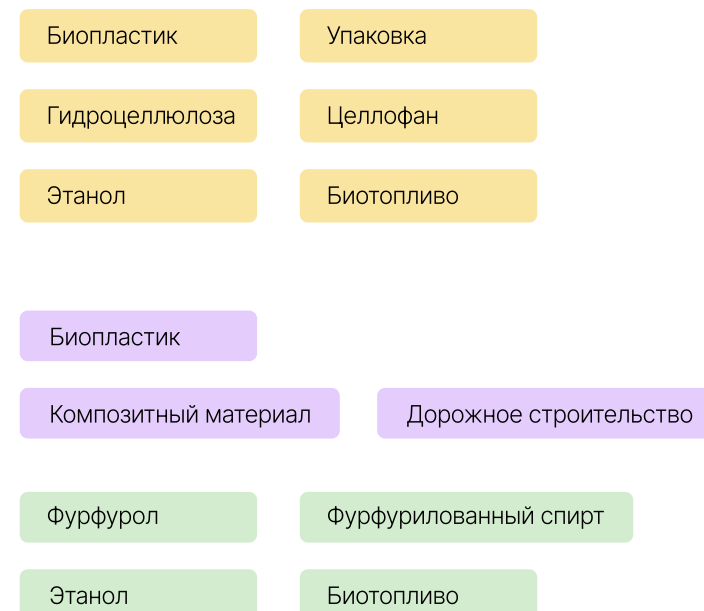 Биопластик
Упаковка
Гидроцеллюлоза
Целлофан
Этанол
Биотопливо
Биопластик
Композитный материал
Дорожное строительство
Фурфурол
Фурфурилованный спирт
Этанол
Биотопливо